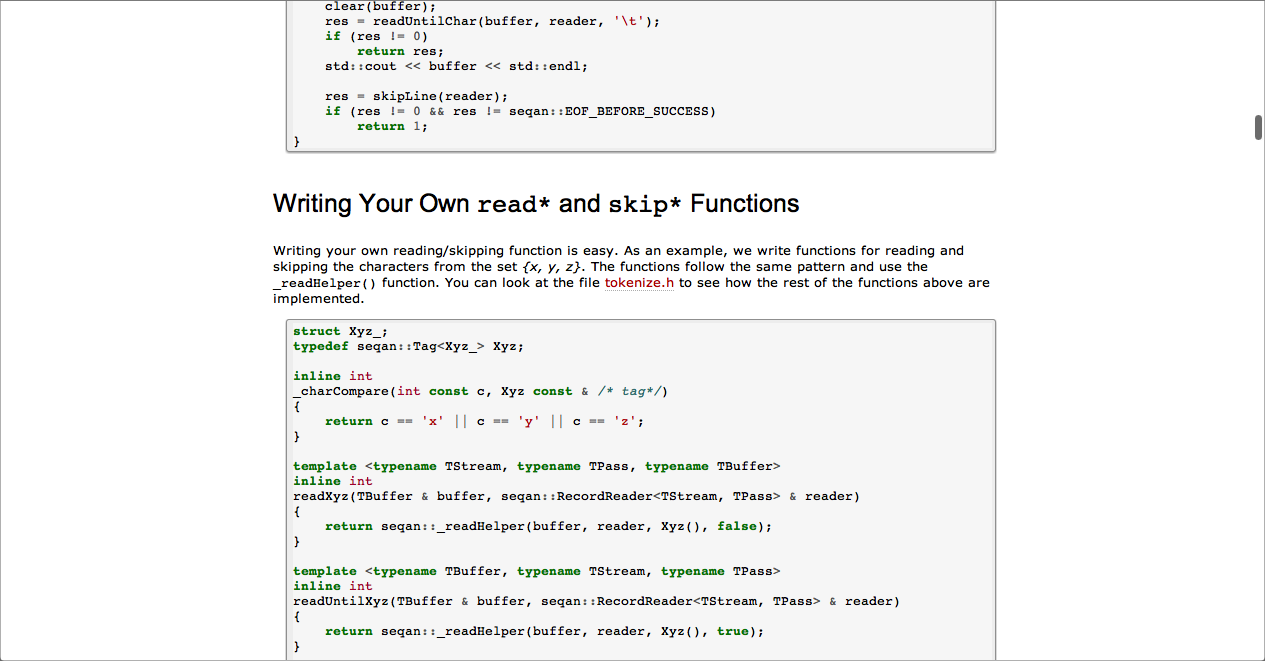 clear(buffer);
    res = readUntilChar(buffer, reader, '\t');
    if (res != 0)
        return res;
    std::cout << buffer << std::endl;

    res = skipLine(reader);
    if (res != 0 && res != seqan::EOF_BEFORE_SUCCESS)
        return 1;
}
Writing Your Own read* and skip* Functions
Writing your own reading/skipping function is easy. As an example, we write functions for reading and
skipping the characters from the set {x, y, z}. The functions follow the same pattern and use the
_readHelper() function. You can look at the file tokenize.h to see how the rest of the functions above are
implemented.
struct Xyz_;
typedef seqan::Tag<Xyz_> Xyz;

inline int
_charCompare(int const c, Xyz const & /* tag*/)
{
    return c == 'x' || c == 'y' || c == 'z';
}

template <typename TStream, typename TPass, typename TBuffer>
inline int
readXyz(TBuffer & buffer, seqan::RecordReader<TStream, TPass> & reader)
{
    return seqan::_readHelper(buffer, reader, Xyz(), false);
}

template <typename TBuffer, typename TStream, typename TPass>
inline int
readUntilXyz(TBuffer & buffer, seqan::RecordReader<TStream, TPass> & reader)
{
    return seqan::_readHelper(buffer, reader, Xyz(), true);
}